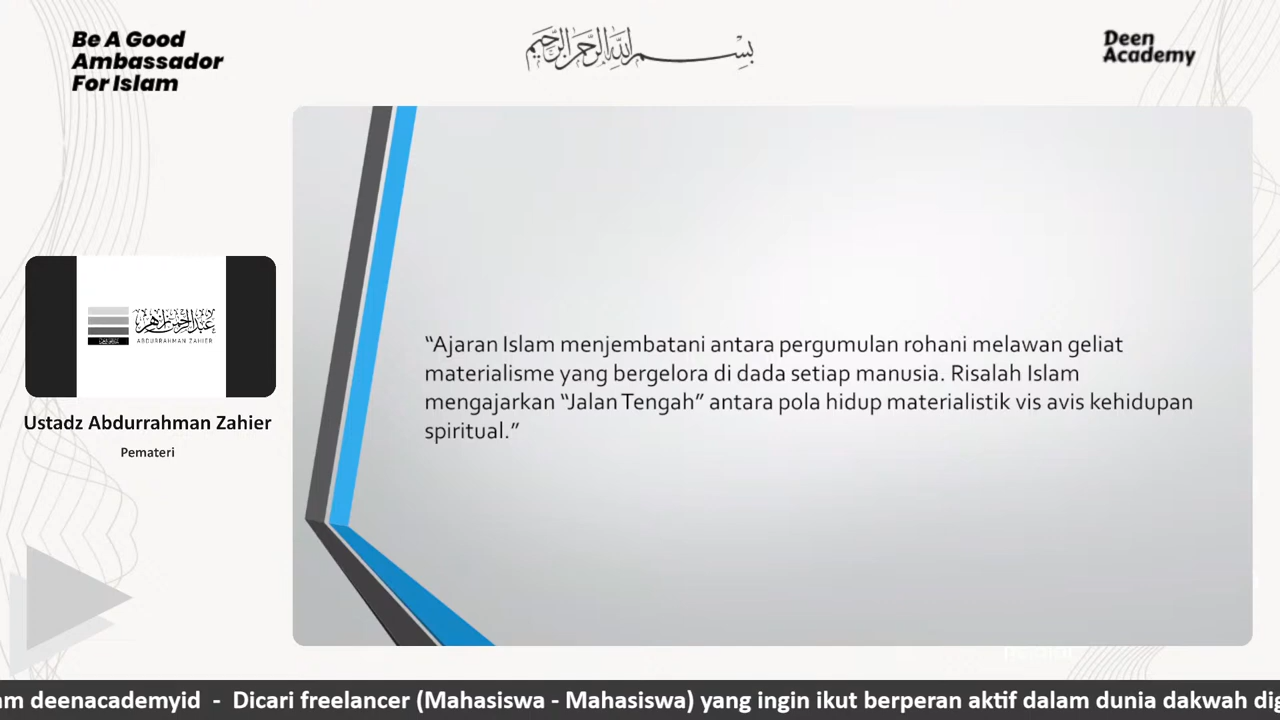 Be A Good
Ambassador
For Islam
بسم الله الرحمن الرحيم
Deen
Academy
“Ajaran Islam menjembatani antara pergumulan rohani melawan geliat
materialisme yang bergelora di dada setiap manusia. Risalah Islam
mengajarkan “Jalan Tengah” antara pola hidup materialistik vis avis kehidupan
spiritual.”
ABDURRAHMAN ZAHIER
Ustadz Abdurrahman Zahier
Pemateri
am deenacademyid - Dicari freelancer (Mahasiswa - Mahasiswa) yang ingin ikut berperan aktif dalam dunia dakwah dig